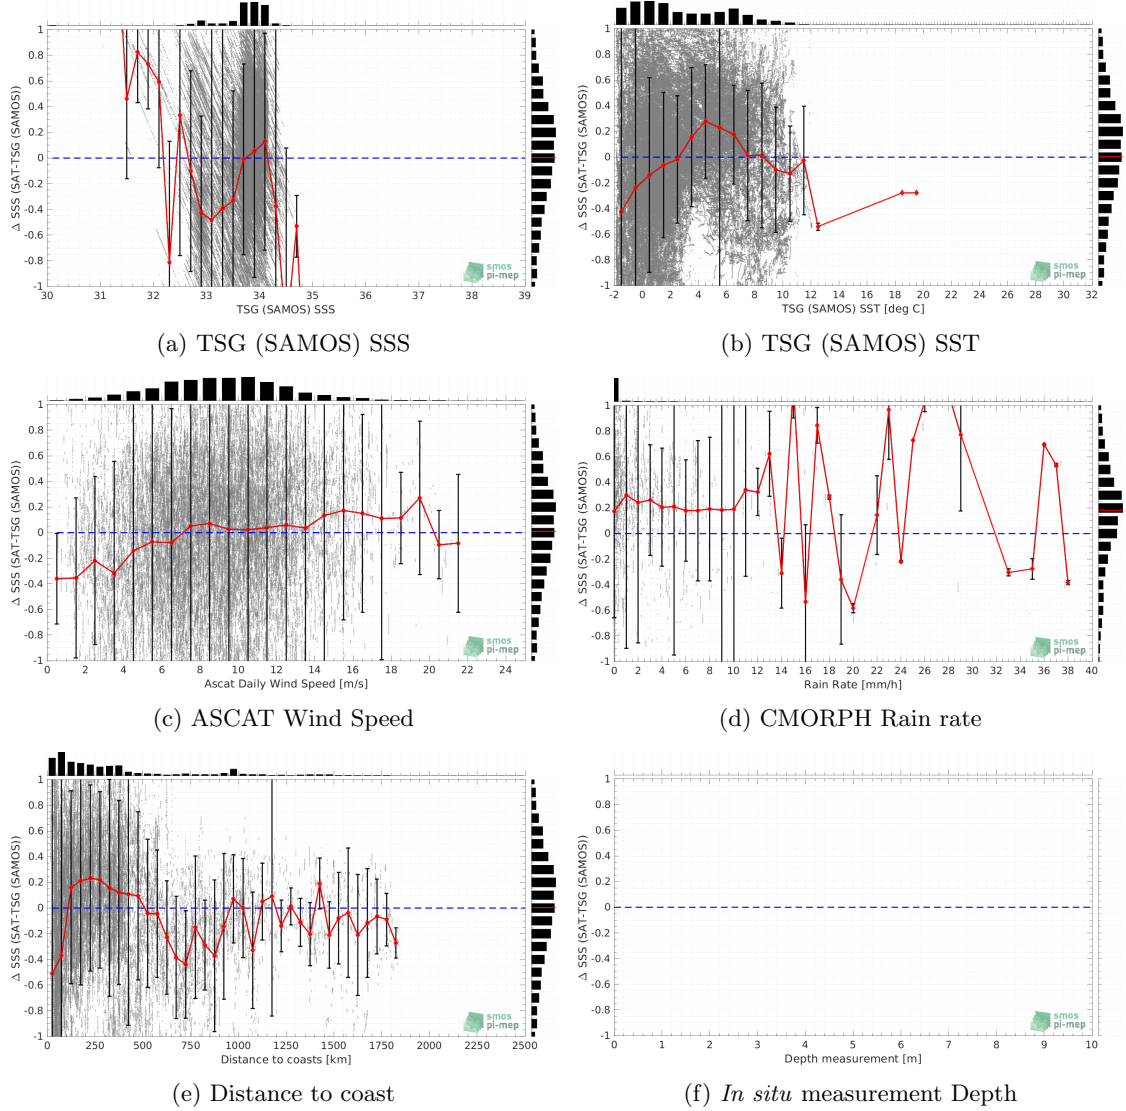 1
0.8
0.6
0.4
0.2
0
-0.2
-0.4
-0.6
-0.8
-1
Δ SSS (SAT-TSG (SAMOS))
30 31 32 33 34 35 36 37 38 39
TSG (SAMOS) SSS
smos
pi-mep
(a) TSG (SAMOS) SSS
1
0.8
0.6
0.4
0.2
0
-0.2
-0.4
-0.6
-0.8
-1
Δ SSS (SAT-TSG (SAMOS))
-2 0 2 4 6 8 10 12 14 16 18 20 22 24 26 28 30 32
TSG (SAMOS) SST [deg C]
smos
pi-mep
(b) TSG (SAMOS) SST
1
0.8
0.6
0.4
0.2
0
-0.2
-0.4
-0.6
-0.8
-1
Δ SSS (SAT-TSG (SAMOS))
0 2 4 6 8 10 12 14 16 18 20 22 24
Ascat Daily Wind Speed [m/s]
smos
pi-mep
(c) ASCAT Wind Speed
1
0.8
0.6
0.4
0.2
0
-0.2
-0.4
-0.6
-0.8
-1
Δ SSS (SAT-TSG (SAMOS))
0 2 4 6 8 10 12 14 16 18 20 22 24 26 28 30 32 34 36 38 40
Rain Rate [mm/h]
smos
pi-mep
(d) CMORPH Rain rate
1
0.8
0.6
0.4
0.2
0
-0.2
-0.4
-0.6
-0.8
-1
Δ SSS (SAT-TSG (SAMOS))
0 250 500 750 1000 1250 1500 1750 2000 2250 2500
Distance to coasts [km]
smos
pi-mep
(e) Distance to coast
1
0.8
0.6
0.4
0.2
0
-0.2
-0.4
-0.6
-0.8
-1
Δ SSS (SAT-TSG (SAMOS))
0 1 2 3 4 5 6 7 8 9 10
Depth measurement [m]
smos
pi-mep
(f) In situ measurement Depth